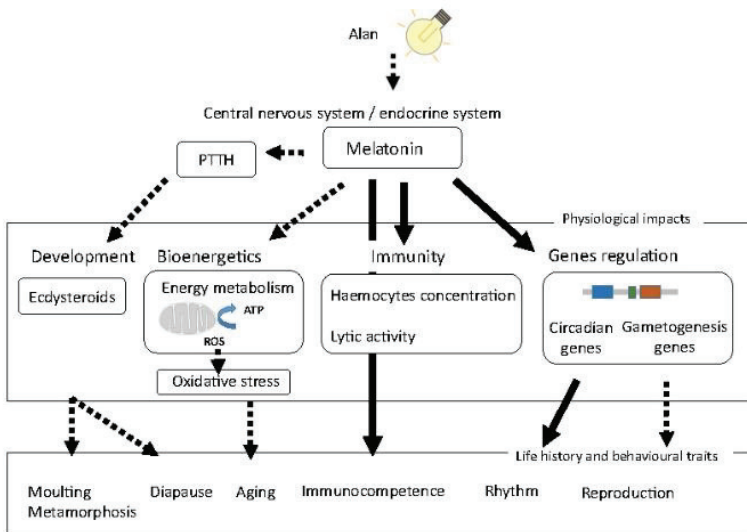 Alan
Central nervous system / endocrine system
PTTH
Melatonin
Physiological impacts
Development
Bioenergetics
Immunity
Genes regulation
Ecdysteroids
Energy metabolism
ATP
ROS
Oxidative stress
Haemocytes concentration
Lytic activity
Circadian
genes
Gametogenesis
genes
Life history and behavioural traits
Moulting
Metamorphosis
Diapause
Aging
Immunocompetence
Rhythm
Reproduction